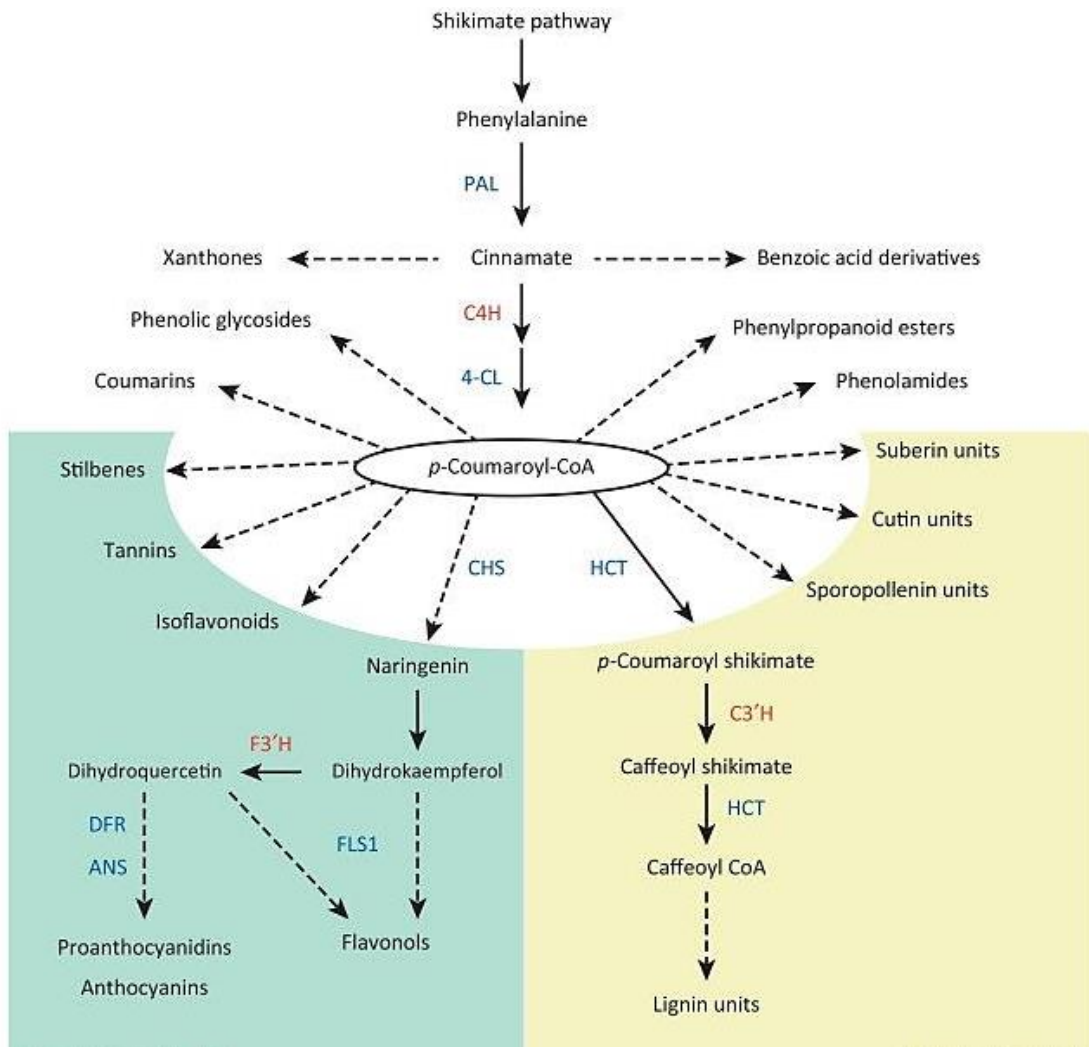 Shikimate pathway
Phenylalanine
PAL
Xanthones
Cinnamate
Benzoic acid derivatives
C4H
Phenolic glycosides
Phenylpropanoid esters
4-CL
Coumarins
Phenolamides
Stilbenes
p-Coumaroyl-CoA
Suberin units
Cutin units
Tannins
CHS
HCT
Sporopollenin units
Isoflavonoids
Naringenin
p-Coumaroyl shikimate
C3′H
F3′H
Dihydroquercetin
Dihydrokaempferol
Caffeoyl shikimate
DFR
FLS1
HCT
ANS
Caffeoyl CoA
Proanthocyanidins
Flavonols
Anthocyanins
Lignin units